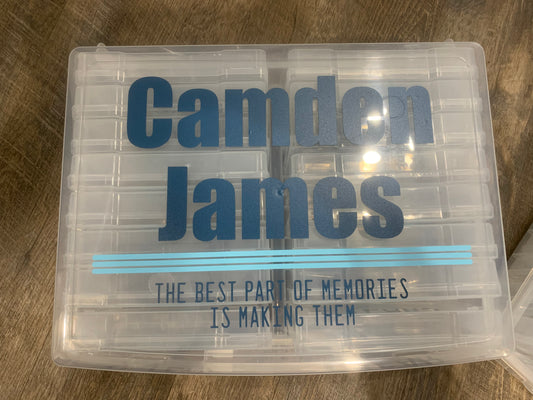 Camden
James
THE BEST PART OF MEMORIES
IS MAKING THEM